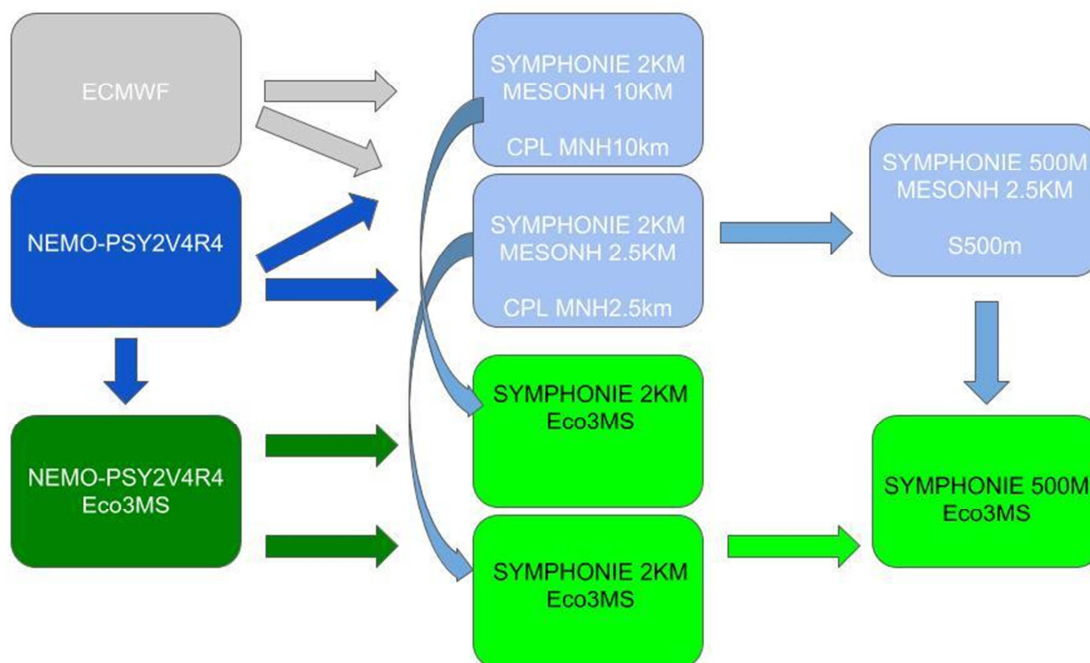 ECMWF
NEMO-PSY2V4R4
NEMO-PSY2V4R4
Eco3MS
SYMPHONIE 2KM
MESONH 10KM
CPL MNH10km
SYMPHONIE 2KM
MESONH 2.5KM
CPL MNH2.5km
SYMPHONIE 2KM
Eco3MS
SYMPHONIE 2KM
Eco3MS
SYMPHONIE 500M
MESONH 2.5KM
S500m
SYMPHONIE 500M
Eco3MS